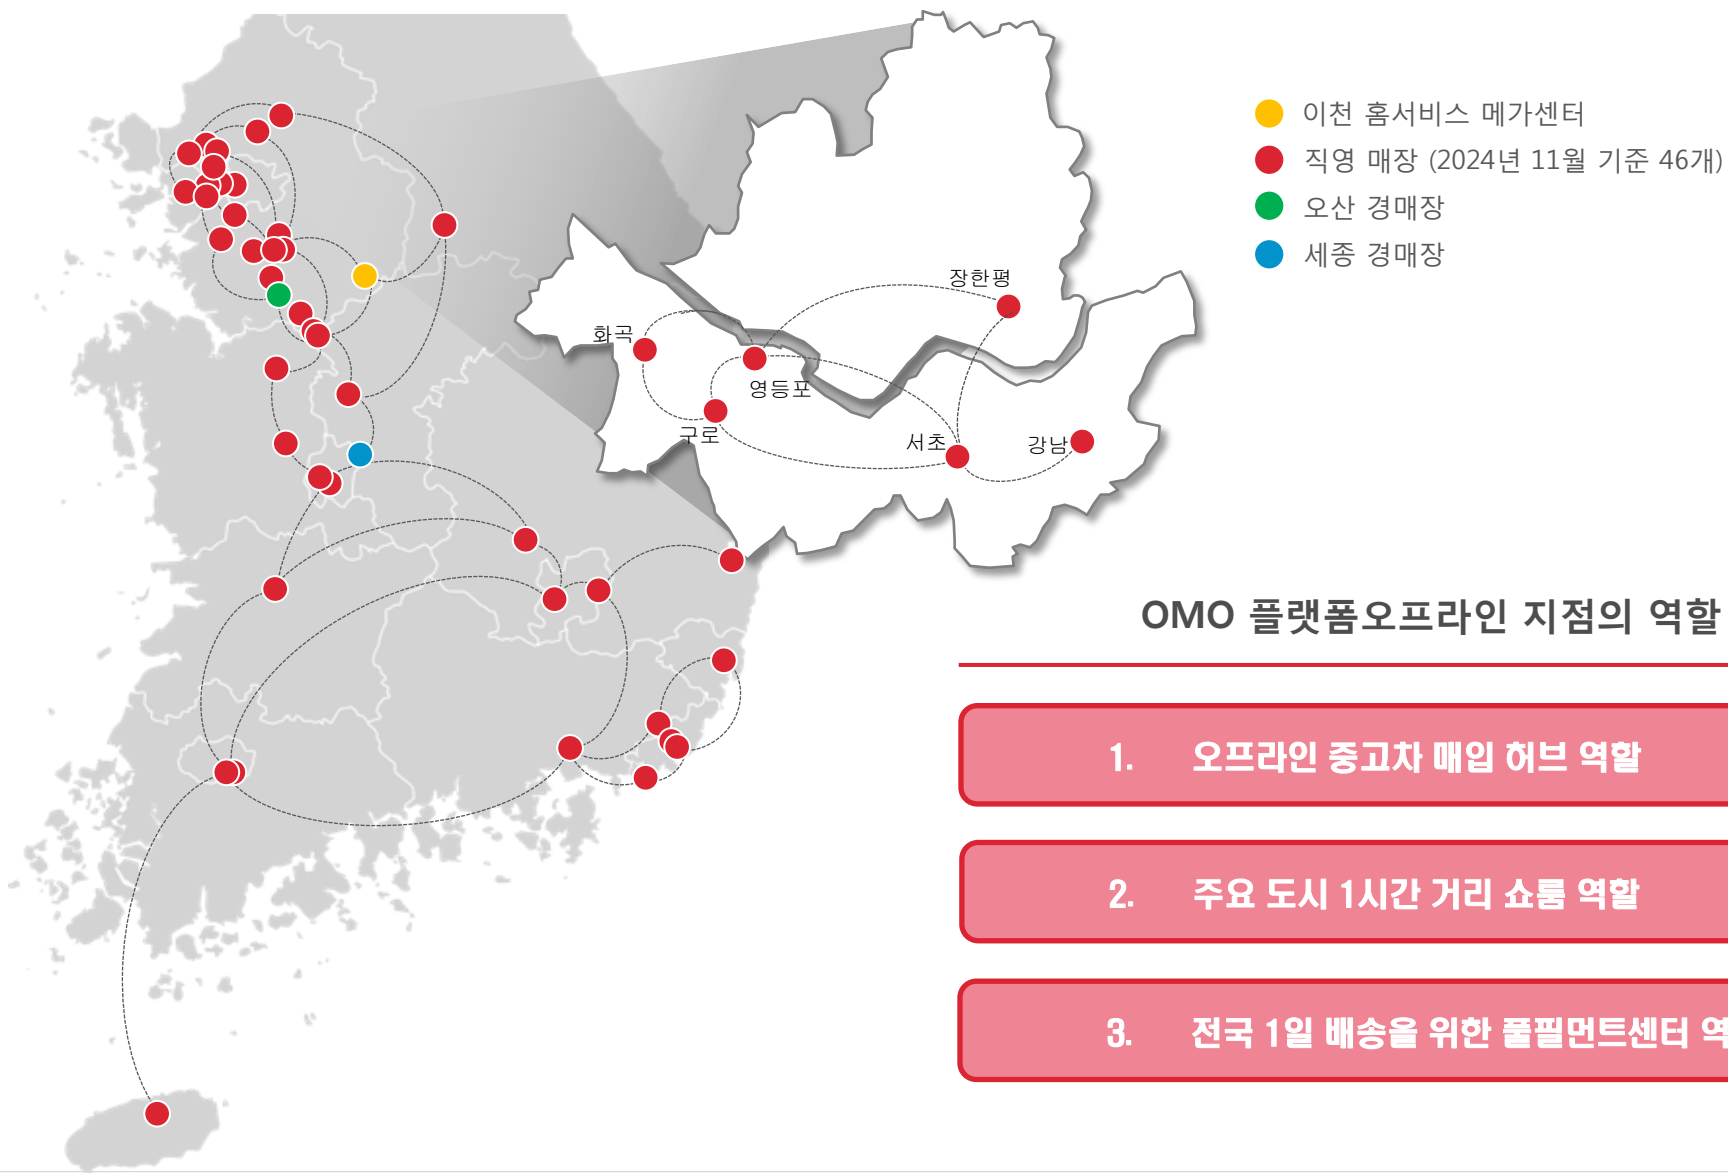 이천 홈서비스 메가센터
직영 매장 (2024년 11월 기준 46개)
오산 경매장
세종 경매장
장한평
화곡
영등포
구로
서초
강남
OMO 플랫폼오프라인 지점의 역할
1. 오프라인 중고차 매입 허브 역할
2. 주요 도시 1시간 거리 쇼룸 역할
3. 전국 1일 배송을 위한 풀필먼트센터 역